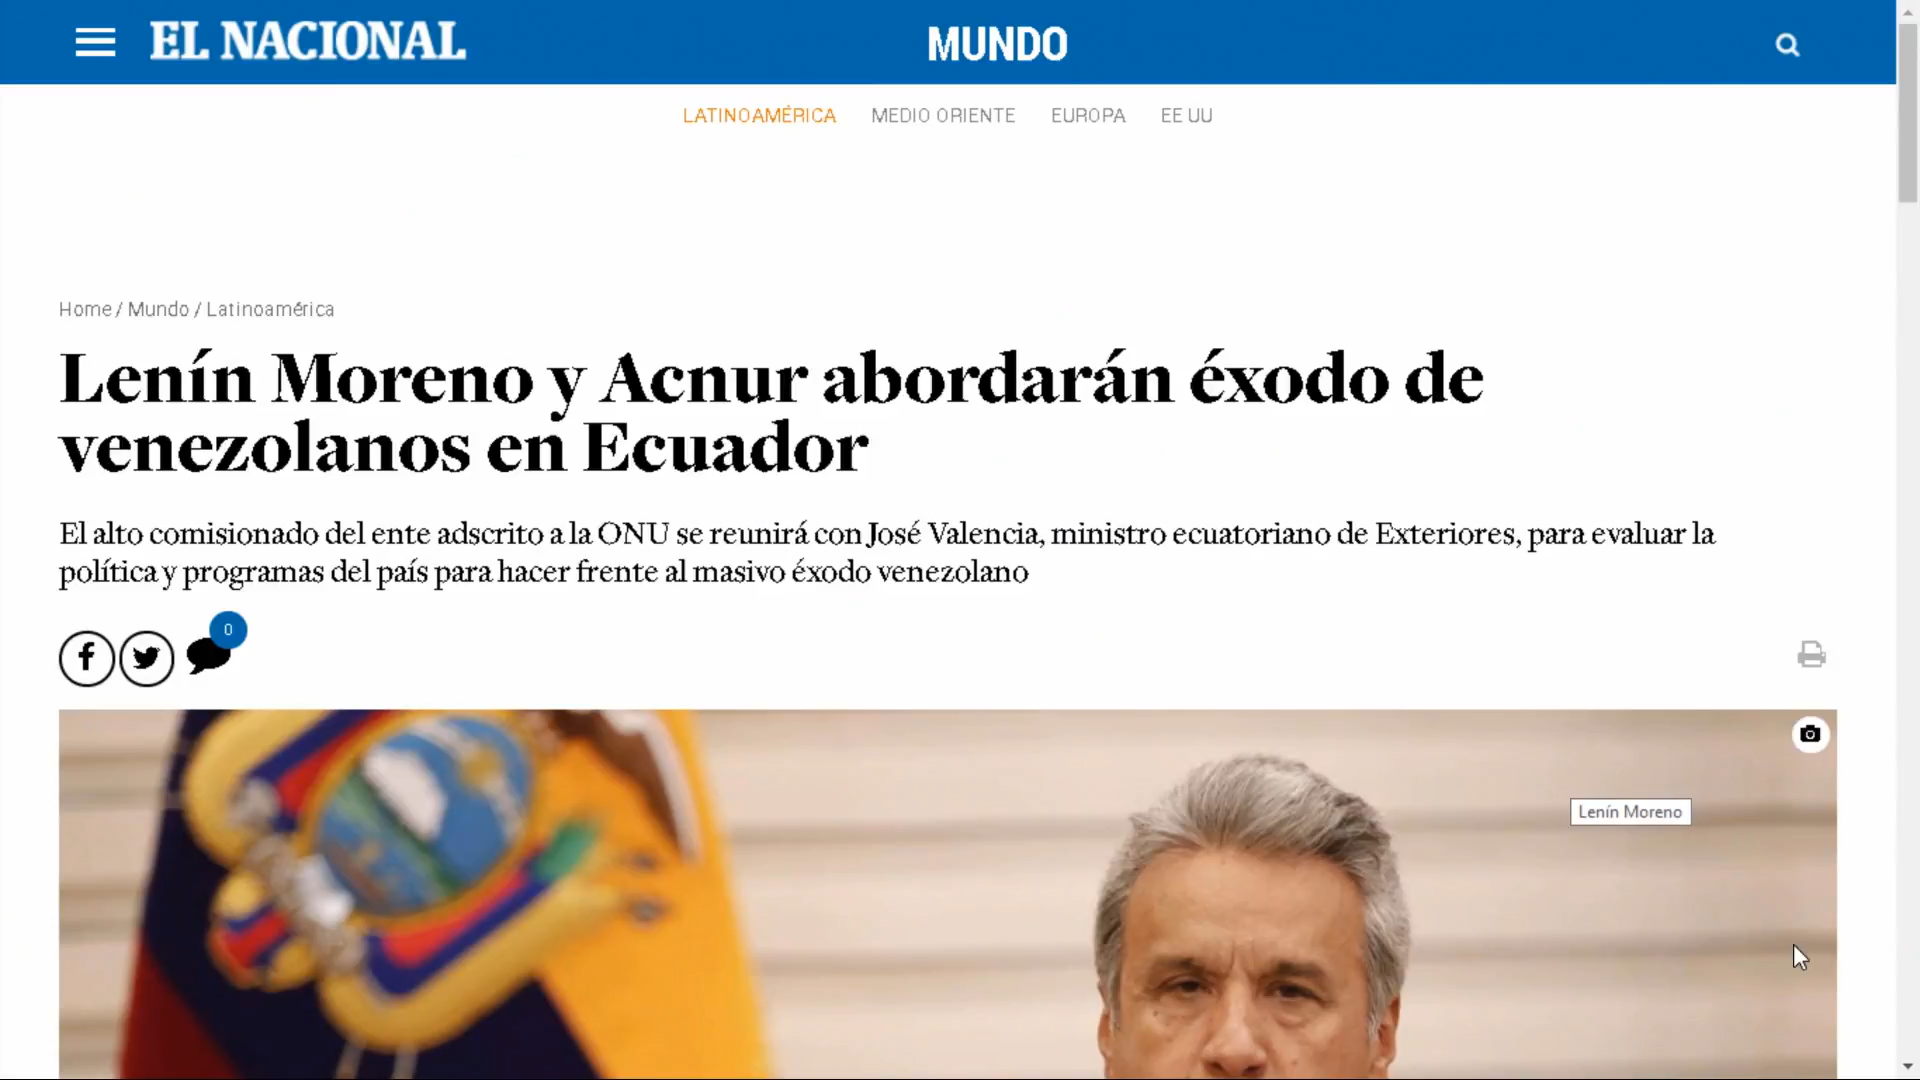 EL NACIONAL
MUNDO
LATINOAMÉRICA MEDIO ORIENTE EUROPA EE UU
Home / Mundo / Latinoamérica
Lenín Moreno y Acnur abordarán éxodo de
venezolanos en Ecuador
El alto comisionado del ente adscrito a la ONU se reunirá con José Valencia, ministro ecuatoriano de Exteriores, para evaluar la
política y programas del país para hacer frente al masivo éxodo venezolano
0
Lenín Moreno